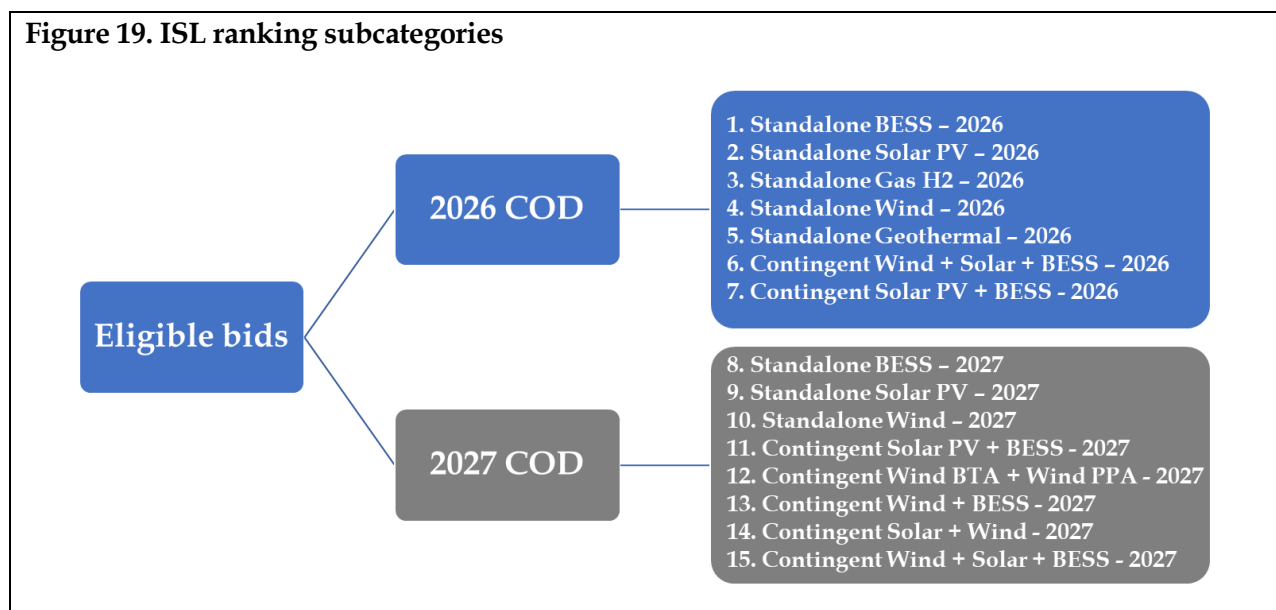 Figure 19. ISL ranking subcategories
Eligible bids
2026 COD
1. Standalone BESS – 2026
2. Standalone Solar PV – 2026
3. Standalone Gas H2 – 2026
4. Standalone Wind – 2026
5. Standalone Geothermal – 2026
6. Contingent Wind + Solar + BESS – 2026
7. Contingent Solar PV + BESS - 2026
2027 COD
8. Standalone BESS – 2027
9. Standalone Solar PV – 2027
10. Standalone Wind – 2027
11. Contingent Solar PV + BESS - 2027
12. Contingent Wind BTA + Wind PPA - 2027
13. Contingent Wind + BESS - 2027
14. Contingent Solar + Wind - 2027
15. Contingent Wind + Solar + BESS - 2027